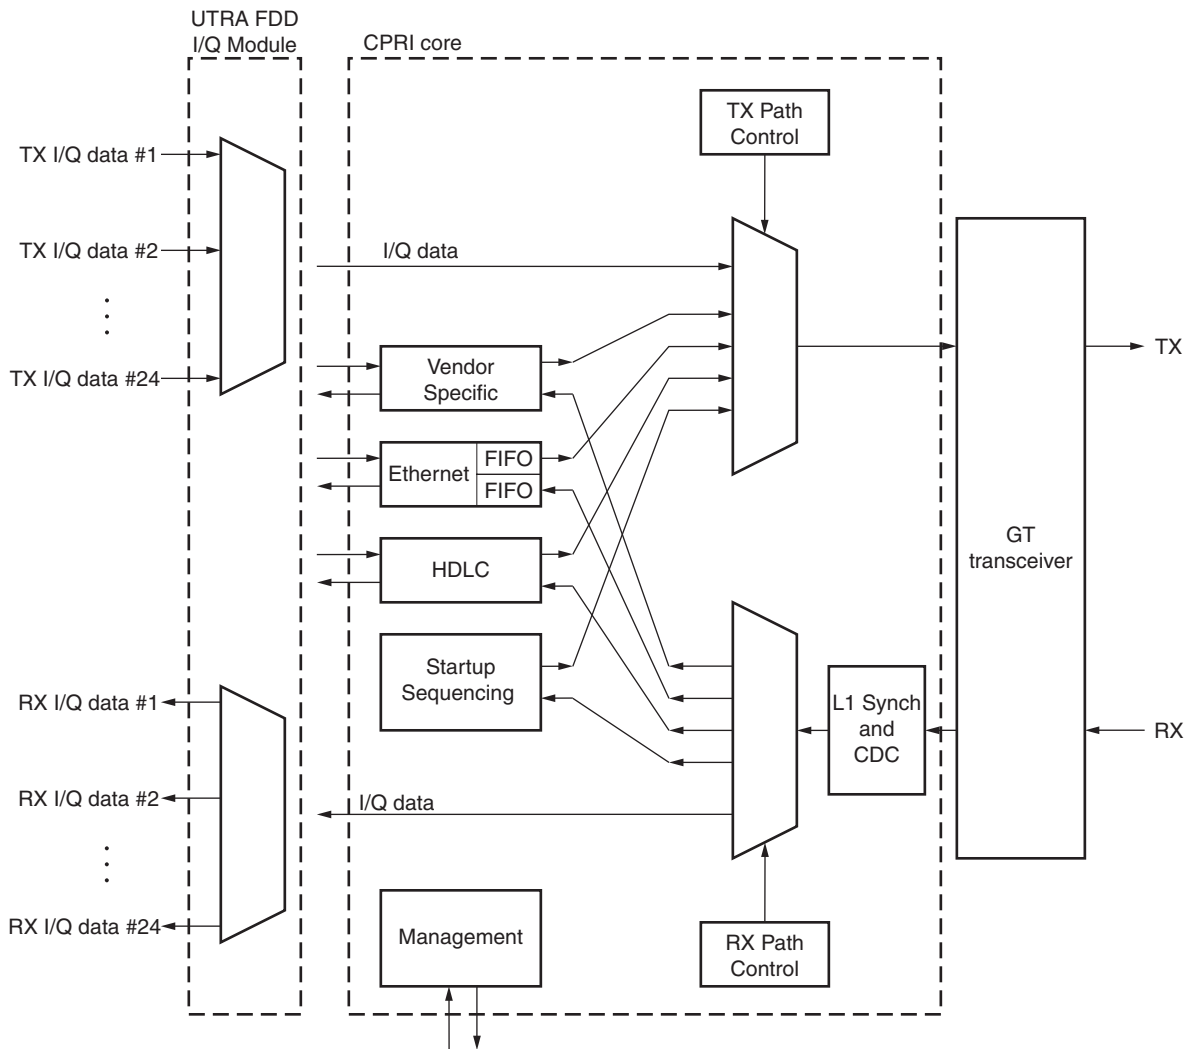 UTRA FDD
I/Q Module
CPRI core
TX Path
Control
TX I/Q data #1
TX I/Q data #2
TX I/Q data #24
I/Q data
Vendor
Specific
TX
Ethernet
FIFO
FIFO
HDLC
GT
transceiver
Startup
Sequencing
RX I/Q data #1
RX I/Q data #2
RX I/Q data #24
L1 Synch
and
CDC
RX
I/Q data
Management
RX Path
Control